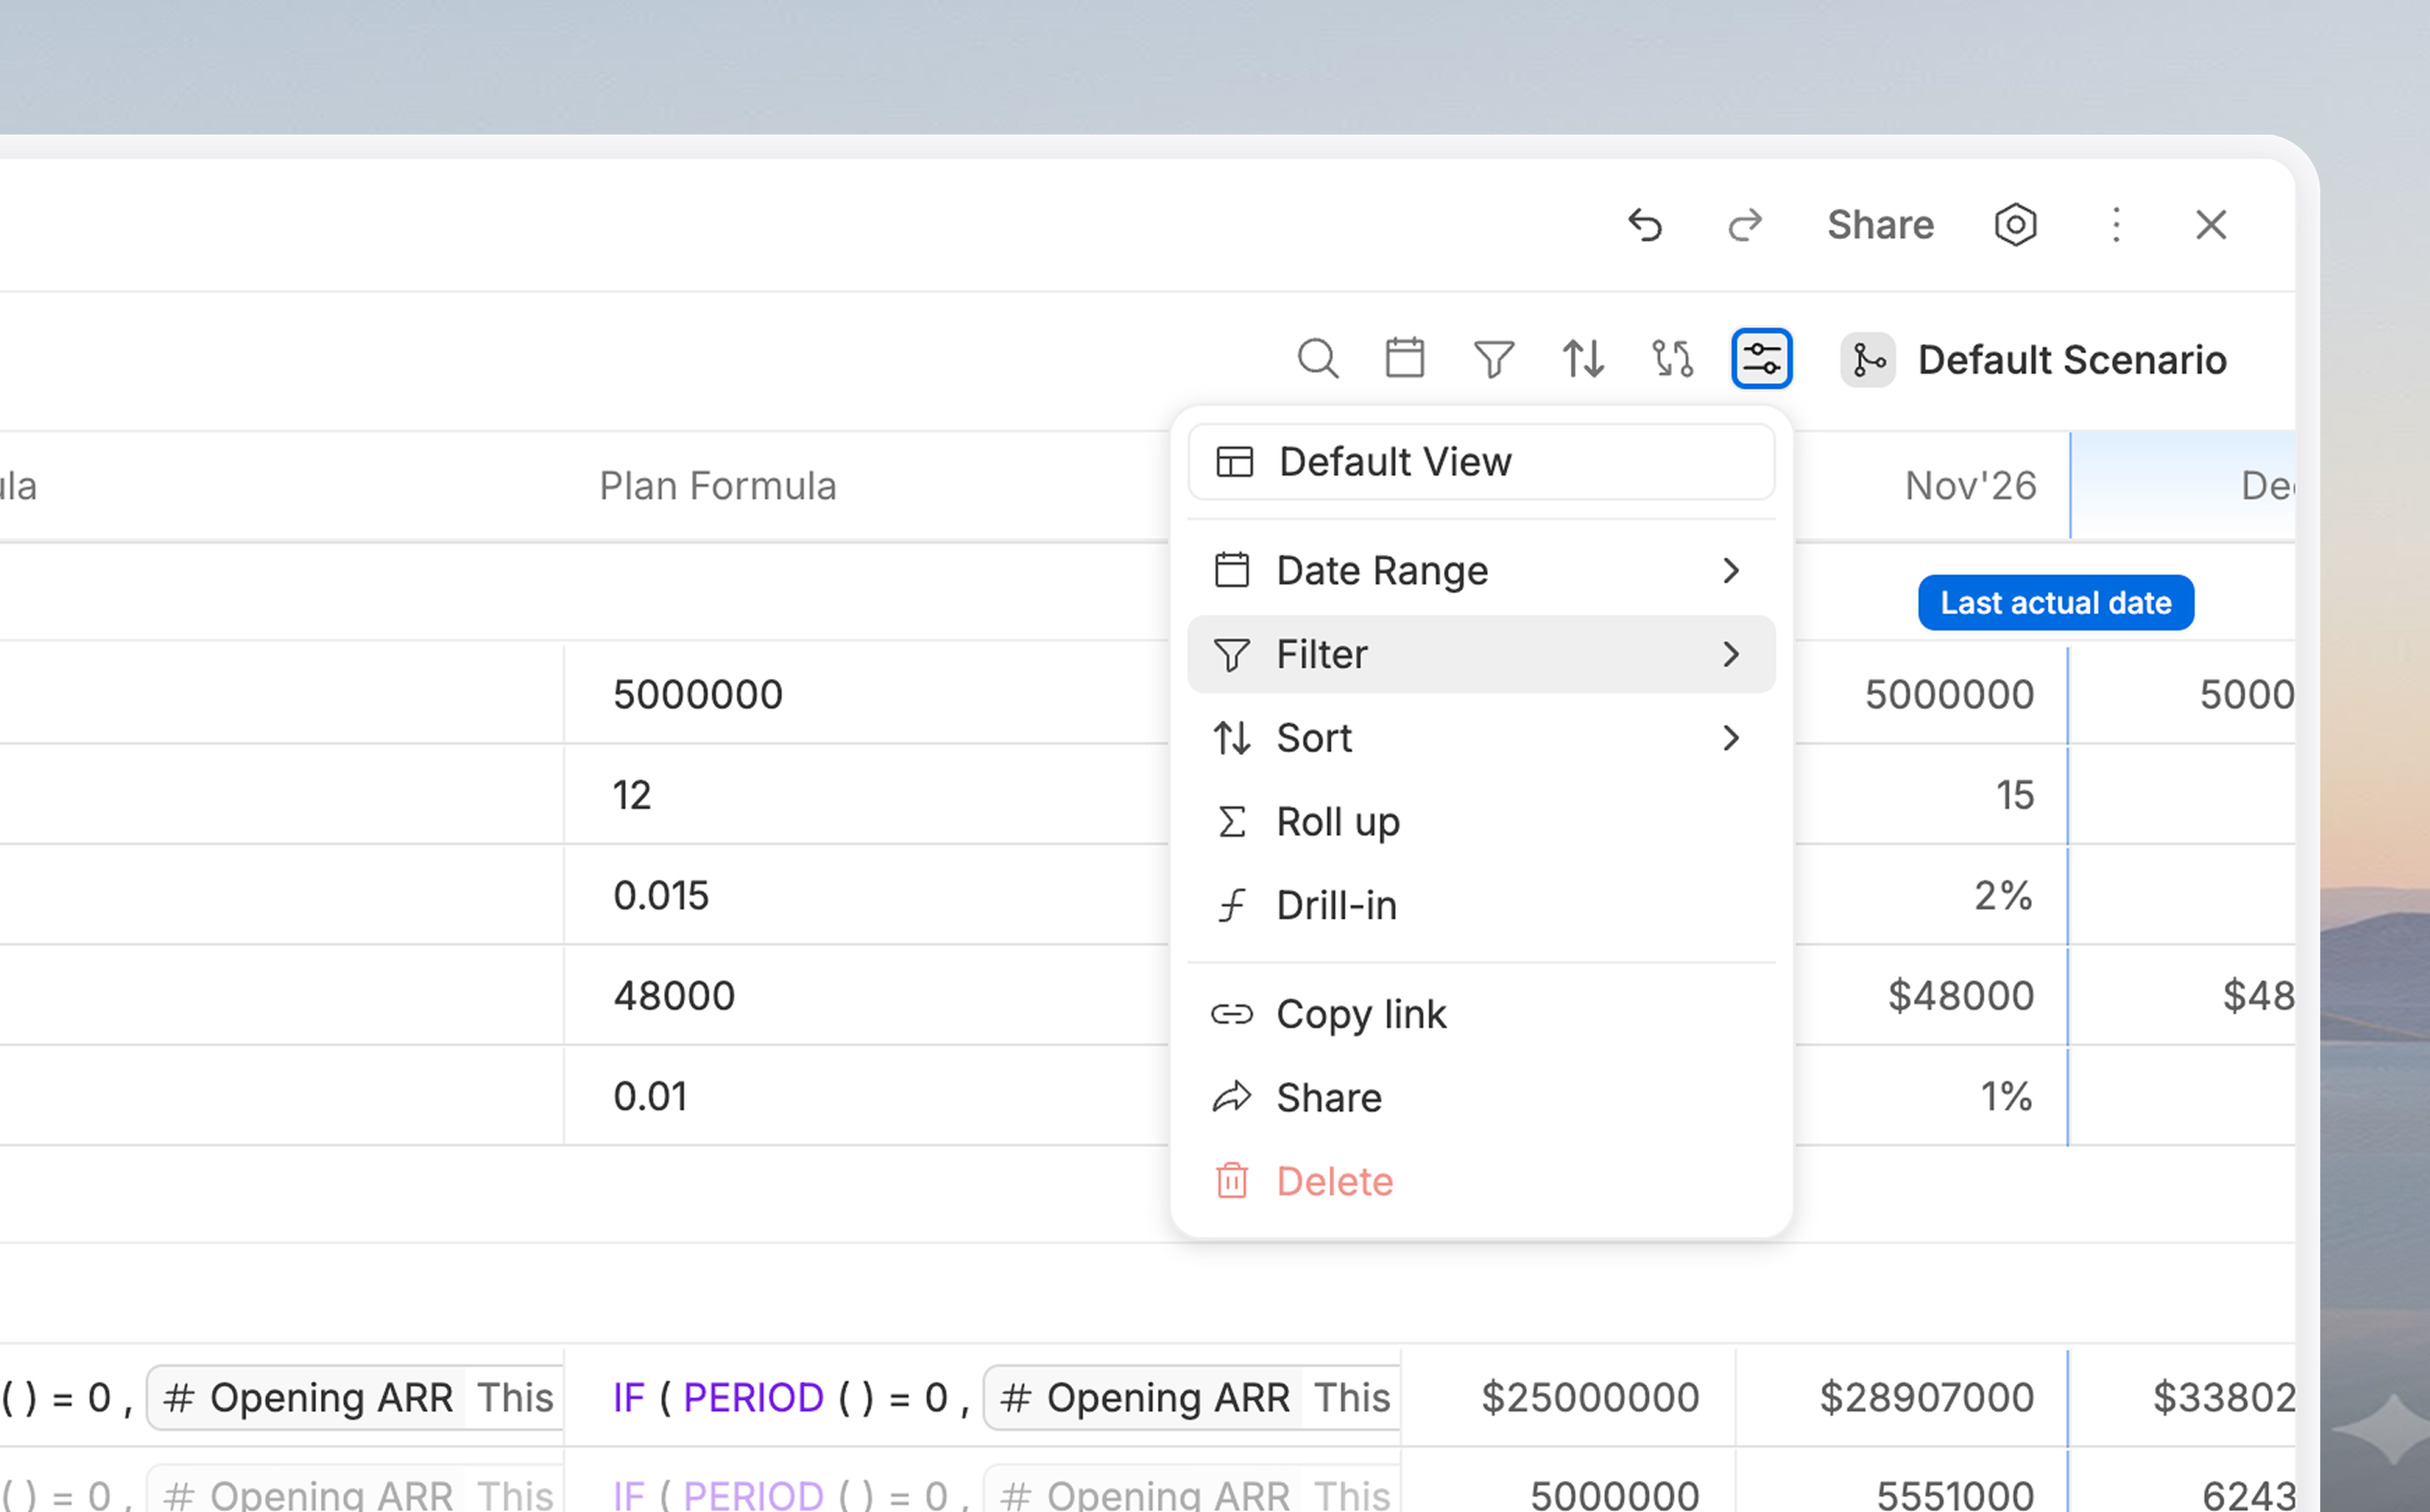 Share
Default Scenario
Default View
ula
Plan Formula
Nov'26
Date Range
Last actual date
Filter
5000000
5000000
5000
Sort
12
15
Roll up
0.015
2%
Drill-in
48000
$48000
$48
Copy link
0.01
1%
Share
Delete
() = 0 , # Opening ARR This
IF ( PERIOD () = 0 , # Opening ARR This
$25000000
$28907000
$33802
() = 0 , # Opening ARR This
IF ( PERIOD () = 0 , # Opening ARR This
5000000
5551000
6243